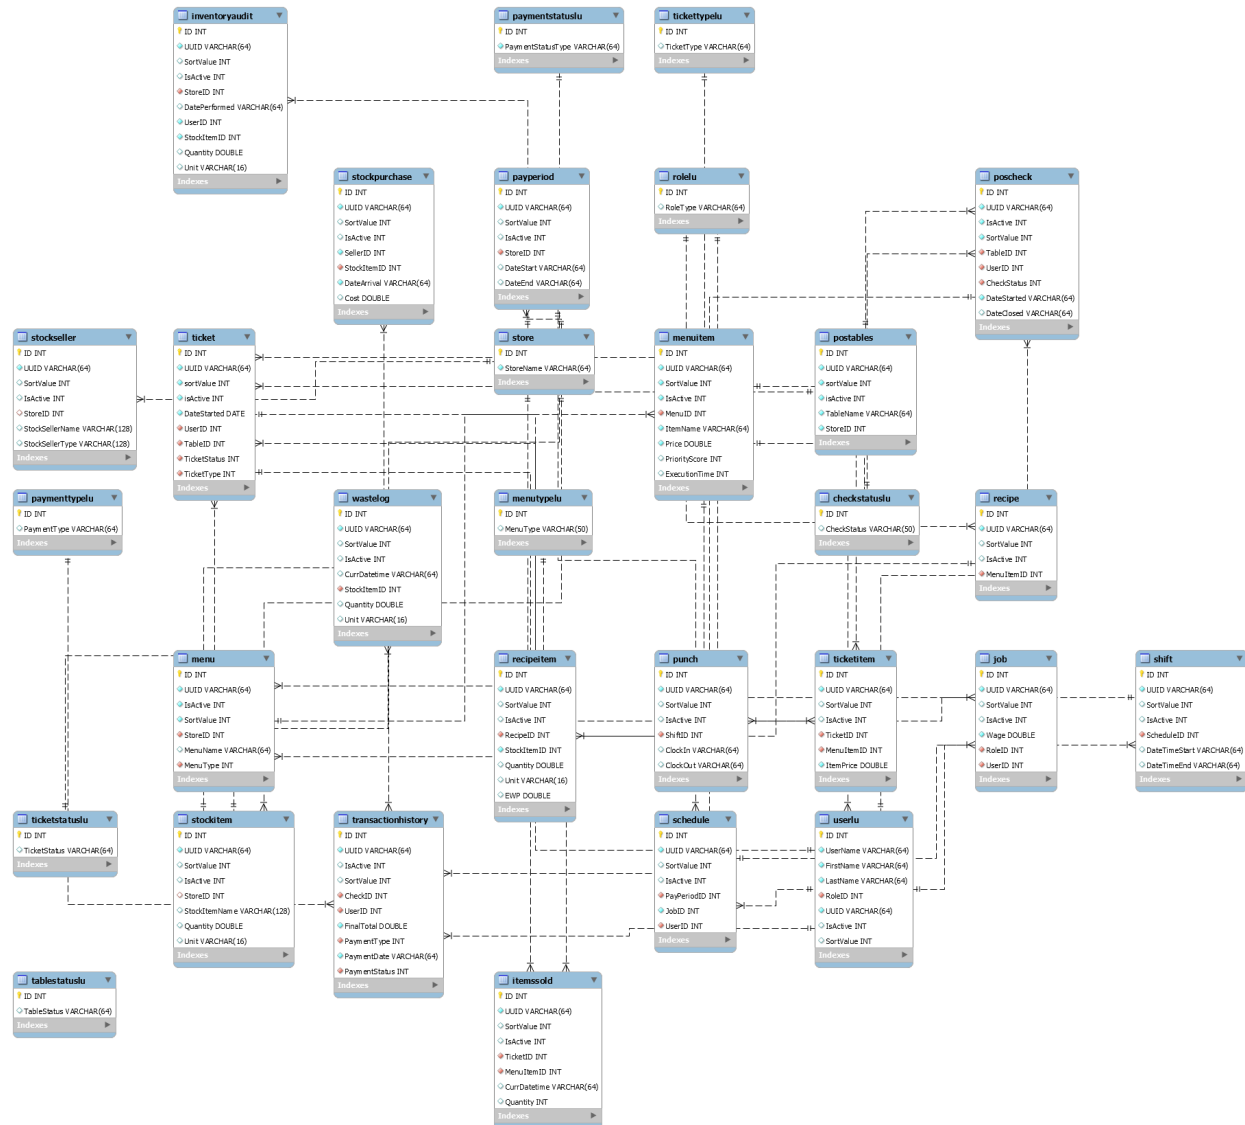 inventoryaudit
ID INT
UUID VARCHAR(64)
SortValue INT
IsActive INT
StoreID INT
DatePerformed VARCHAR(64)
UserID INT
StockItemID INT
Quantity DOUBLE
Unit VARCHAR(16)
Indexes
paymentstatuslu
ID INT
PaymentStatusType VARCHAR(64)
Indexes
tickettypelu
ID INT
TicketType VARCHAR(64)
Indexes
stockpurchase
ID INT
UUID VARCHAR(64)
SortValue INT
IsActive INT
SellerID INT
StockItemID INT
DateArrival VARCHAR(64)
Cost DOUBLE
Indexes
payperiod
ID INT
UUID VARCHAR(64)
SortValue INT
IsActive INT
StoreID INT
DateStart VARCHAR(64)
DateEnd VARCHAR(64)
Indexes
rolelu
ID INT
RoleType VARCHAR(64)
Indexes
poscheck
ID INT
UUID VARCHAR(64)
IsActive INT
SortValue INT
TableID INT
UserID INT
CheckStatus INT
DateStarted VARCHAR(64)
DateClosed VARCHAR(64)
Indexes
stockseller
ID INT
UUID VARCHAR(64)
SortValue INT
IsActive INT
StoreID INT
StockSellerName VARCHAR(128)
StockSellerType VARCHAR(128)
Indexes
ticket
ID INT
UUID VARCHAR(64)
sortValue INT
isActive INT
DateStarted DATE
UserID INT
TableID INT
TicketStatus INT
TicketType INT
Indexes
store
ID INT
StoreName VARCHAR(64)
Indexes
menuitem
ID INT
UUID VARCHAR(64)
SortValue INT
IsActive INT
MenuID INT
ItemName VARCHAR(64)
Price DOUBLE
PriorityScore INT
ExecutionTime INT
Indexes
postables
ID INT
UUID VARCHAR(64)
sortValue INT
isActive INT
TableName VARCHAR(64)
StoreID INT
Indexes
paymenttypelu
ID INT
PaymentType VARCHAR(64)
Indexes
wastelog
ID INT
UUID VARCHAR(64)
SortValue INT
IsActive INT
CurrDatetime VARCHAR(64)
StockItemID INT
Quantity DOUBLE
Unit VARCHAR(16)
Indexes
menutypelu
ID INT
MenuType VARCHAR(50)
Indexes
checkstatuslu
ID INT
CheckStatus VARCHAR(50)
Indexes
recipe
ID INT
UUID VARCHAR(64)
SortValue INT
IsActive INT
MenuItemID INT
Indexes
menu
ID INT
UUID VARCHAR(64)
IsActive INT
SortValue INT
StoreID INT
MenuName VARCHAR(64)
MenuType INT
Indexes
recipeitem
ID INT
UUID VARCHAR(64)
SortValue INT
IsActive INT
RecipeID INT
StockItemID INT
Quantity DOUBLE
Unit VARCHAR(16)
EWP DOUBLE
Indexes
punch
ID INT
UUID VARCHAR(64)
SortValue INT
IsActive INT
ShiftID INT
ClockIn VARCHAR(64)
ClockOut VARCHAR(64)
Indexes
ticketitem
ID INT
UUID VARCHAR(64)
SortValue INT
IsActive INT
TicketID INT
MenuItemID INT
ItemPrice DOUBLE
Indexes
job
ID INT
UUID VARCHAR(64)
SortValue INT
IsActive INT
Wage DOUBLE
RoleID INT
UserID INT
Indexes
shift
ID INT
UUID VARCHAR(64)
SortValue INT
IsActive INT
ScheduleID INT
DateTimeStart VARCHAR(64)
DateTimeEnd VARCHAR(64)
Indexes
ticketstatuslu
ID INT
TicketStatus VARCHAR(64)
Indexes
stockitem
ID INT
UUID VARCHAR(64)
SortValue INT
IsActive INT
StoreID INT
StockItemName VARCHAR(128)
Quantity DOUBLE
Unit VARCHAR(16)
Indexes
transactionhistory
ID INT
UUID VARCHAR(64)
IsActive INT
SortValue INT
CheckID INT
UserID INT
FinalTotal DOUBLE
PaymentType INT
PaymentDate VARCHAR(64)
PaymentStatus INT
Indexes
schedule
ID INT
UUID VARCHAR(64)
SortValue INT
IsActive INT
PayPeriodID INT
JobID INT
UserID INT
Indexes
userlu
ID INT
UserName VARCHAR(64)
FirstName VARCHAR(64)
LastName VARCHAR(64)
RoleID INT
UUID VARCHAR(64)
IsActive INT
SortValue INT
Indexes
tablestatuslu
ID INT
TableStatus VARCHAR(64)
Indexes
itemssold
ID INT
UUID VARCHAR(64)
SortValue INT
IsActive INT
TicketID INT
MenuItemID INT
CurrDatetime VARCHAR(64)
Quantity INT
Indexes